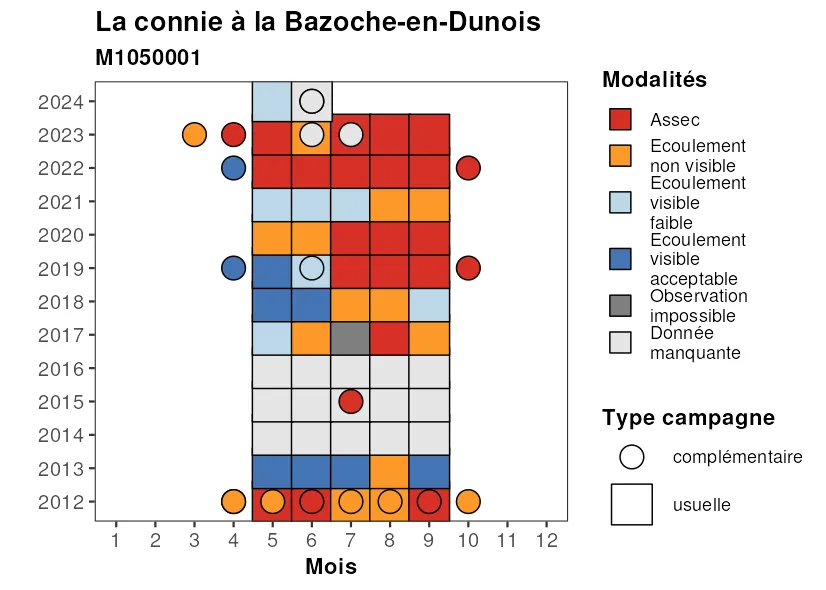 La connie à la Bazoche-en-Dunois
M1050001
2024
2023
2022
2021
2020
2019
2018
2017
2016
2015
2014
2013
2012
1 2 3 4 5 6 7 8 9 10 11 12
Mois
Modalités
Assec
Ecoulement
non visible
Ecoulement
visible
faible
Ecoulement
visible
acceptable
Observation
impossible
Donnée
manquante
Type campagne
complémentaire
usuelle